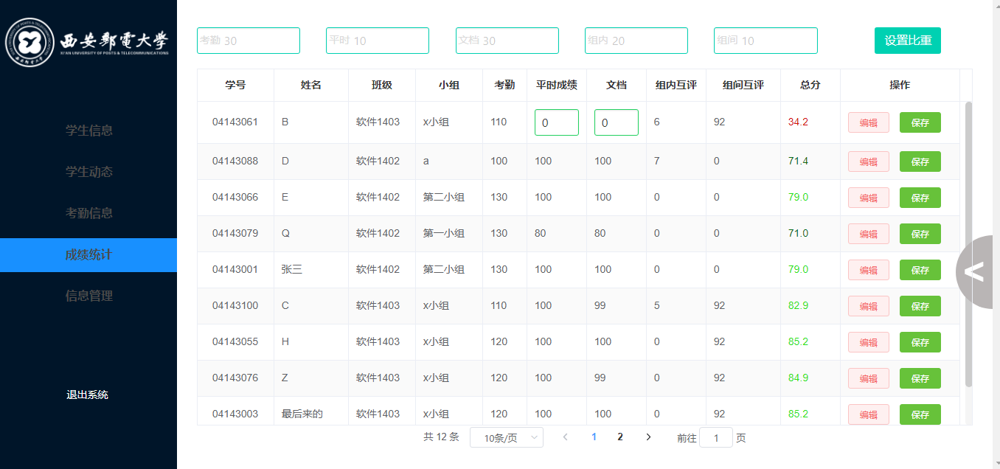 西安邮电大学
XI'AN UNIVERSITY OF POSTS & TELECOMMUNICATIONS
学生信息
学生动态
考勤信息
成绩统计
信息管理
退出系统
考勤 30 平时 10 文档 30 组内 20 组间 10 设置比重
学号 姓名 班级 小组 考勤 平时成绩 文档 组内互评 组间互评 总分 操作
04143061 B 软件1403 x小组 110 0 0 6 92 34.2 编辑 保存
04143088 D 软件1402 a 100 100 100 7 0 71.4 编辑 保存
04143066 E 软件1402 第二小组 130 100 100 0 0 79.0 编辑 保存
04143079 Q 软件1402 第一小组 130 80 80 0 0 71.0 编辑 保存
04143001 张三 软件1402 第二小组 130 100 100 0 0 79.0 编辑 保存
04143100 C 软件1403 x小组 110 100 99 5 92 82.9 编辑 保存
04143055 H 软件1403 x小组 120 100 100 0 92 85.2 编辑 保存
04143076 Z 软件1403 x小组 120 100 99 0 92 84.9 编辑 保存
04143003 最后来的 软件1403 x小组 120 100 100 0 92 85.2 编辑 保存
共 12 条 10条/页 < 1 2 > 前往 1 页
<